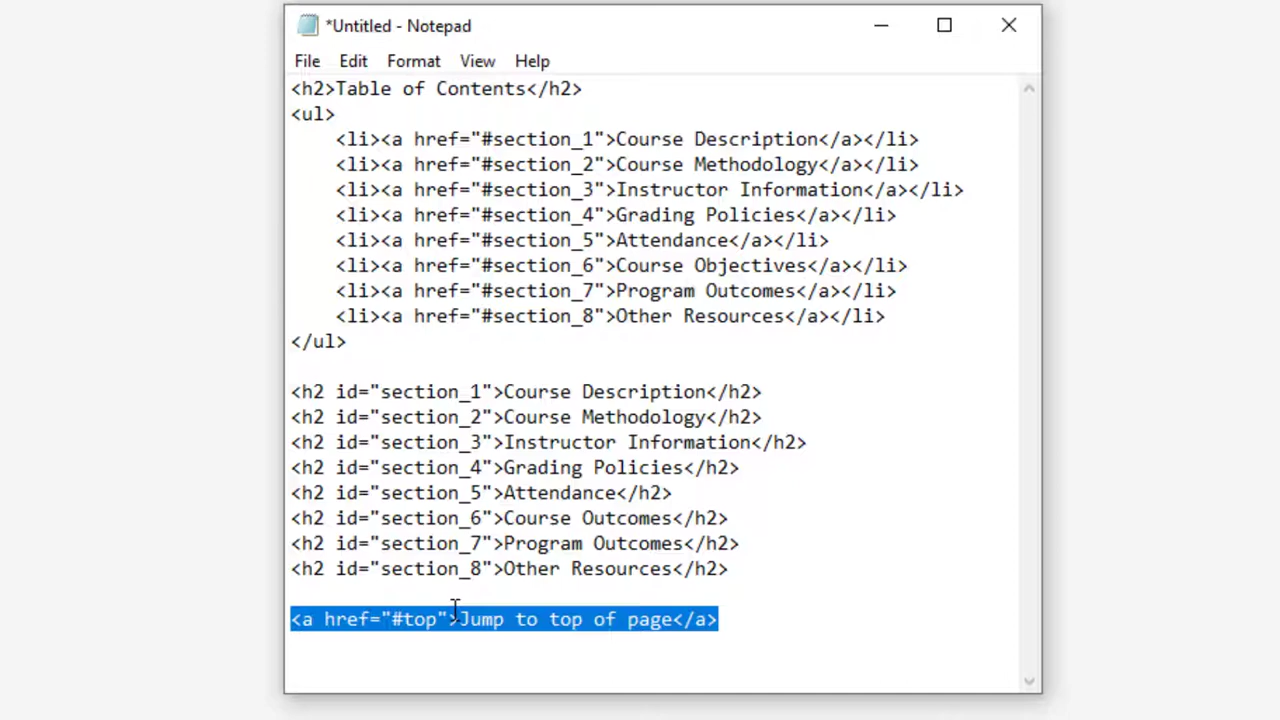 *Untitled - Notepad
File Edit Format View Help
<h2>Table of Contents</h2>
<ul>
    <li><a href="#section_1">Course Description</a></li>
    <li><a href="#section_2">Course Methodology</a></li>
    <li><a href="#section_3">Instructor Information</a></li>
    <li><a href="#section_4">Grading Policies</a></li>
    <li><a href="#section_5">Attendance</a></li>
    <li><a href="#section_6">Course Objectives</a></li>
    <li><a href="#section_7">Program Outcomes</a></li>
    <li><a href="#section_8">Other Resources</a></li>
</ul>
<h2 id="section_1">Course Description</h2>
<h2 id="section_2">Course Methodology</h2>
<h2 id="section_3">Instructor Information</h2>
<h2 id="section_4">Grading Policies</h2>
<h2 id="section_5">Attendance</h2>
<h2 id="section_6">Course Outcomes</h2>
<h2 id="section_7">Program Outcomes</h2>
<h2 id="section_8">Other Resources</h2>
<a href="#top">Jump to top of page</a>